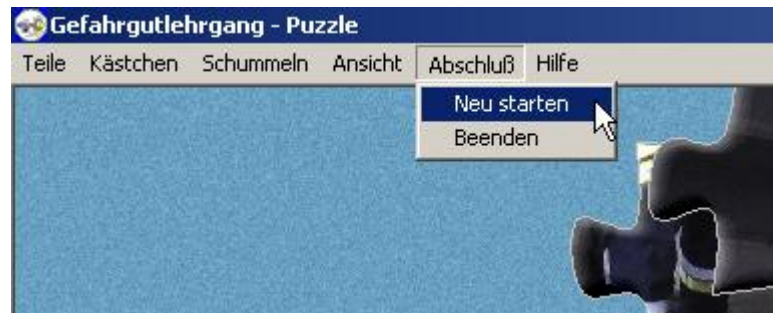 Gefahrgutlehrgang - Puzzle
Teile Kästchen Schummeln Ansicht Abschluß Hilfe
Neu starten
Beenden